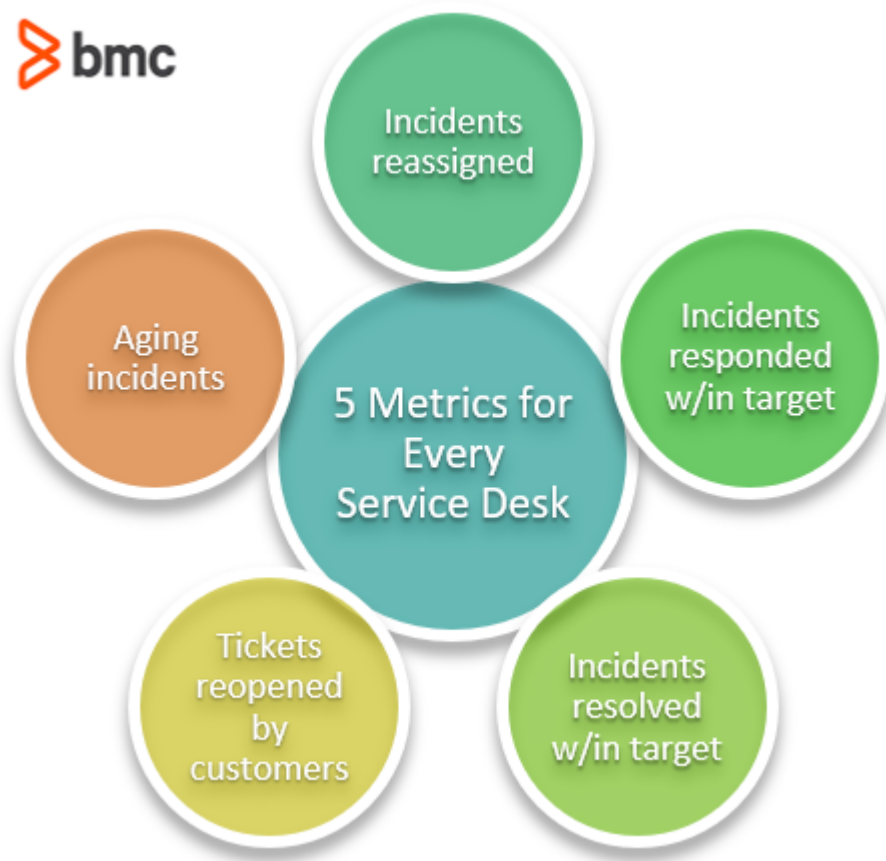 bmc
Incidents
reassigned
Incidents
responded
w/in target
Incidents
resolved
w/in target
Tickets
reopened
by
customers
Aging
incidents
5 Metrics for
Every
Service Desk